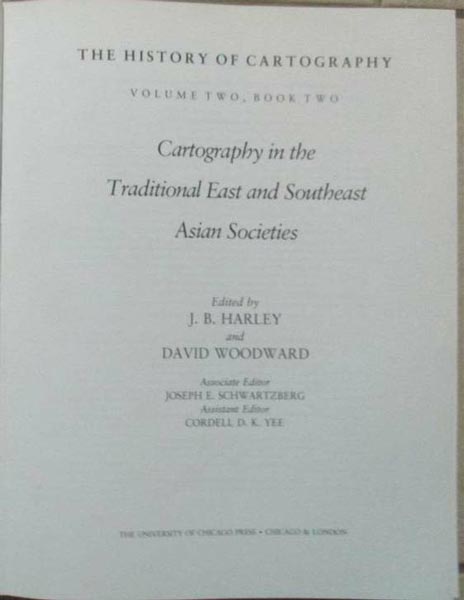 THE HISTORY OF CARTOGRAPHY
VOLUME TWO, BOOK TWO
Cartography in the
Traditional East and Southeast
Asian Societies
Edited by
J. B. HARLEY
and
DAVID WOODWARD
Associate Editor
JOSEPH E. SCHWARTZBERG
Assistant Editor
CORDELL D. K. YEE
THE UNIVERSITY OF CHICAGO PRESS • CHICAGO & LONDON